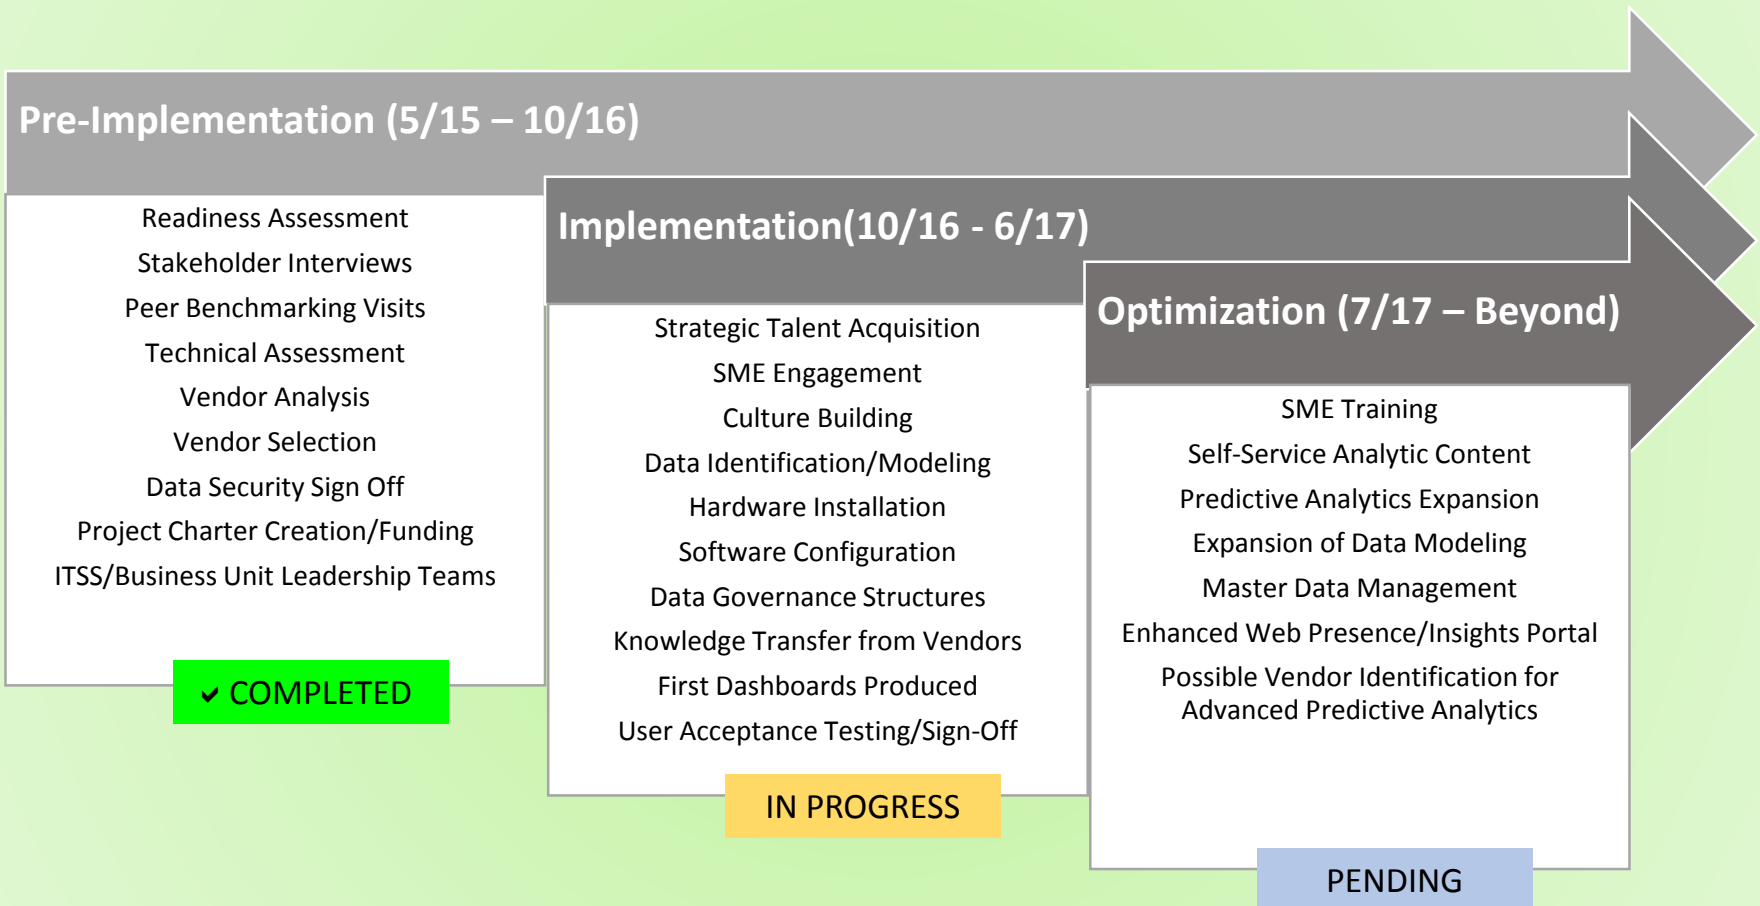 Pre-Implementation (5/15 – 10/16)
Readiness Assessment
Stakeholder Interviews
Peer Benchmarking Visits
Technical Assessment
Vendor Analysis
Vendor Selection
Data Security Sign Off
Project Charter Creation/Funding
ITSS/Business Unit Leadership Teams
✓ COMPLETED
Implementation(10/16 - 6/17)
Strategic Talent Acquisition
SME Engagement
Culture Building
Data Identification/Modeling
Hardware Installation
Software Configuration
Data Governance Structures
Knowledge Transfer from Vendors
First Dashboards Produced
User Acceptance Testing/Sign-Off
IN PROGRESS
Optimization (7/17 – Beyond)
SME Training
Self-Service Analytic Content
Predictive Analytics Expansion
Expansion of Data Modeling
Master Data Management
Enhanced Web Presence/Insights Portal
Possible Vendor Identification for
Advanced Predictive Analytics
PENDING